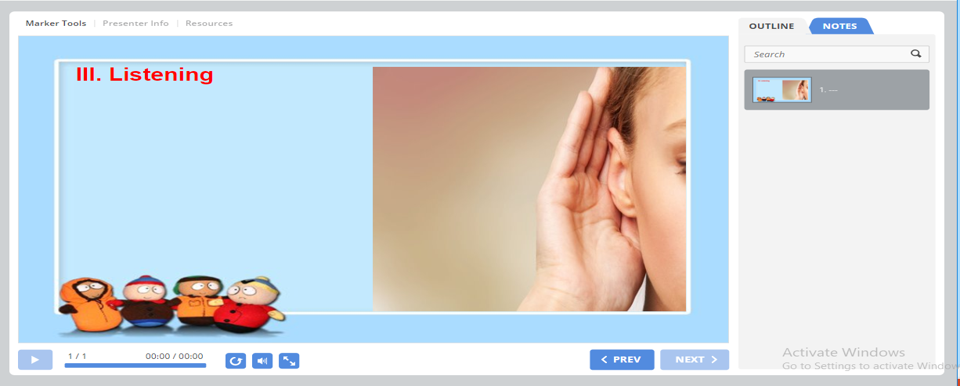 Marker Tools
Presenter Info
Resources
OUTLINE
NOTES
III. Listening
Search
1. —
1 / 1
00:00 / 00:00
PREV
NEXT
Activate Windows
Go to Settings to activate Windows